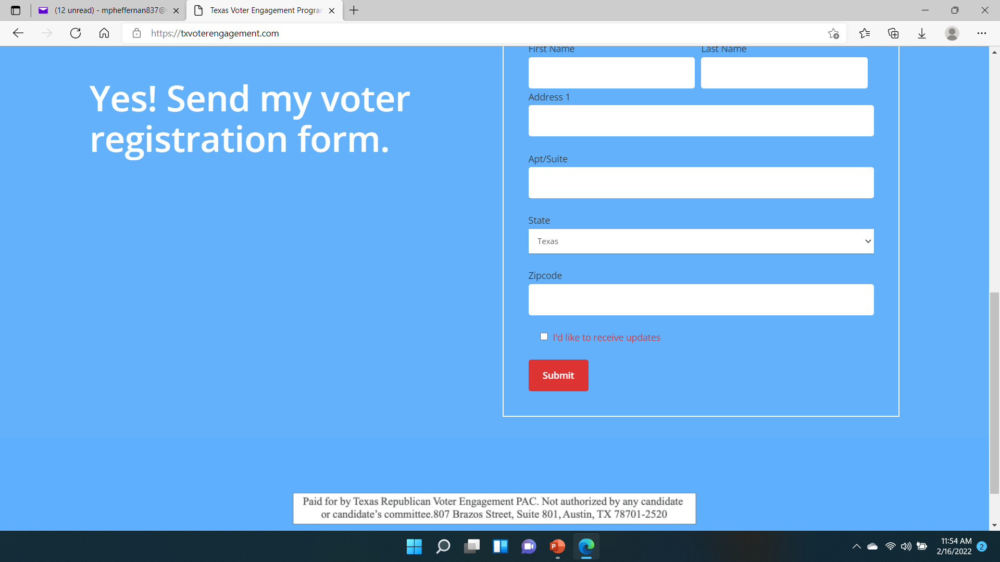 (12 unread) - mpheffernan837@
Texas Voter Engagement Program
https://txvoterengagement.com
First Name
Last Name
Yes! Send my voter
registration form.
Address 1
Apt/Suite
State
Texas
Zipcode
I'd like to receive updates
Submit
Paid for by Texas Republican Voter Engagement PAC. Not authorized by any candidate
or candidate's committee.807 Brazos Street, Suite 801, Austin, TX 78701-2520
P
11:54 AM
2/16/2022
2